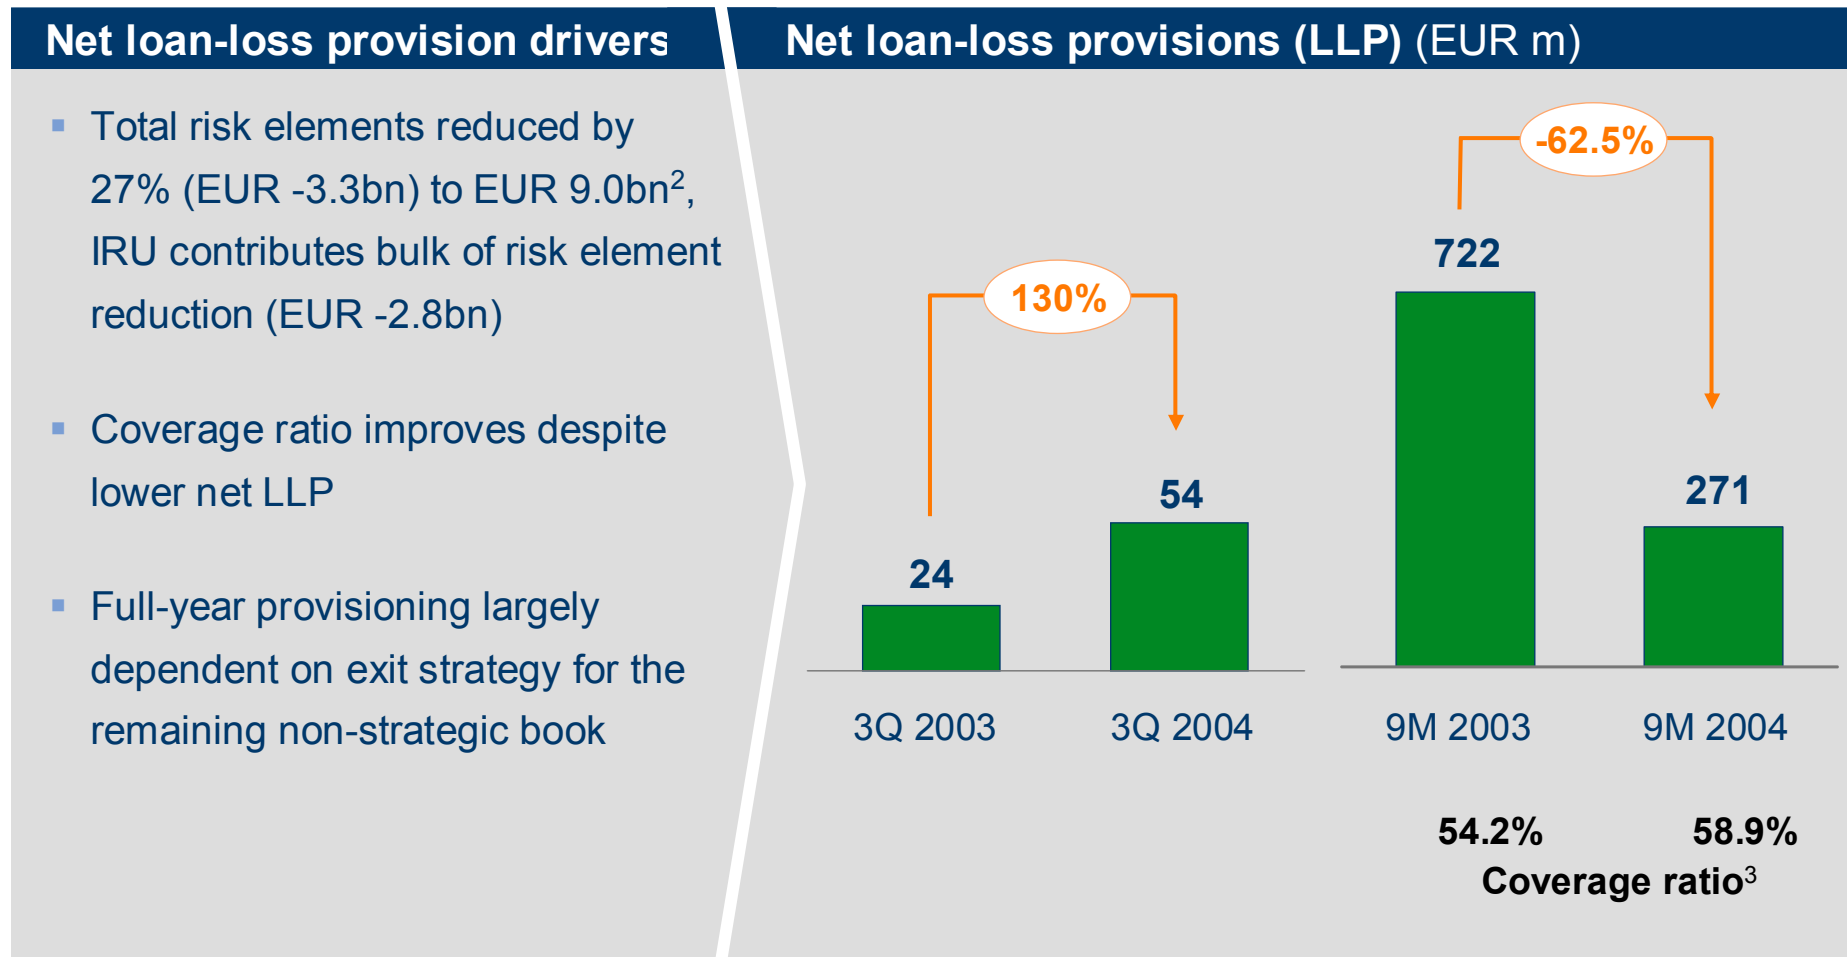 Net loan-loss provision drivers
Total risk elements reduced by
27% (EUR -3.3bn) to EUR 9.0bn²,
IRU contributes bulk of risk element
reduction (EUR -2.8bn)
Coverage ratio improves despite
lower net LLP
Full-year provisioning largely
dependent on exit strategy for the
remaining non-strategic book
Net loan-loss provisions (LLP) (EUR m)
-62.5%
722
130%
54
271
24
3Q 2003 3Q 2004 9M 2003 9M 2004
54.2% 58.9%
Coverage ratio³